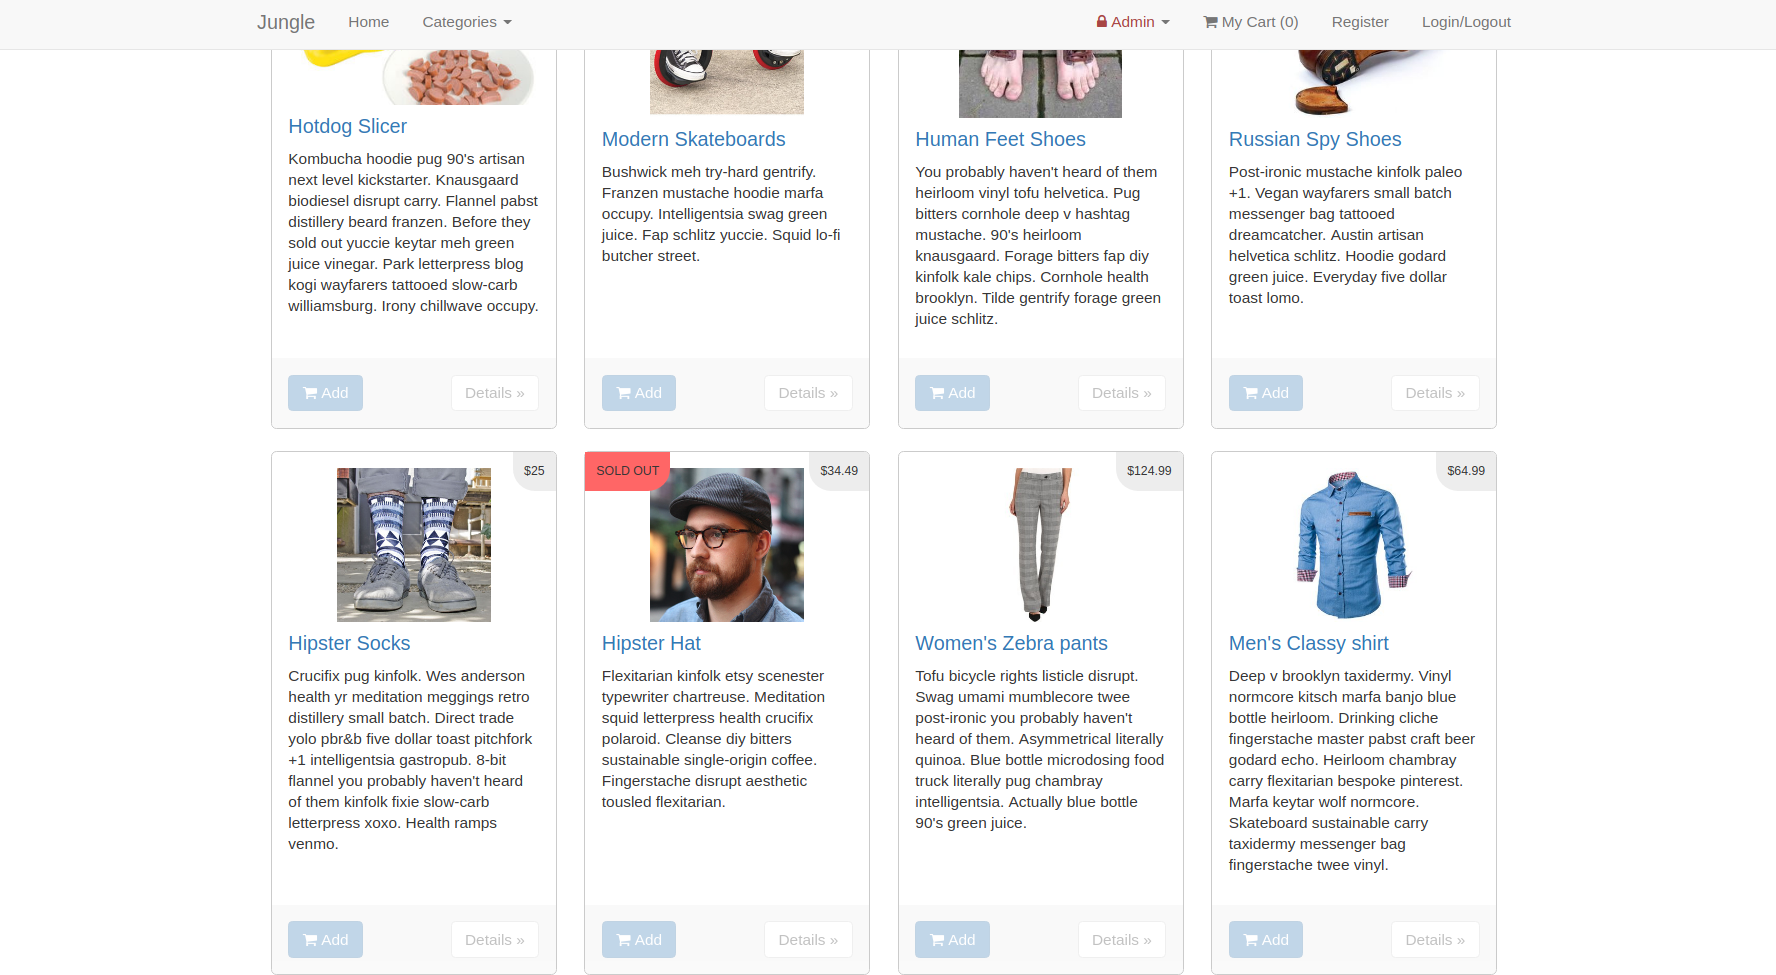 Jungle Home Categories Admin My Cart (0) Register Login/Logout
Hotdog Slicer
Kombucha hoodie pug 90's artisan
next level kickstarter. Knausgaard
biodiesel disrupt carry. Flannel pabst
distillery beard franzen. Before they
sold out yuccie keytar meh green
juice vinegar. Park letterpress blog
kogi wayfarers tattooed slow-carb
williamsburg. Irony chillwave occupy.
Add Details »
Modern Skateboards
Bushwick meh try-hard gentrify.
Franzen mustache hoodie marfa
occupy. Intelligentsia swag green
juice. Fap schlitz yuccie. Squid lo-fi
butcher street.
Add Details »
Human Feet Shoes
You probably haven't heard of them
heirloom vinyl tofu helvetica. Pug
bitters cornhole deep v hashtag
mustache. 90's heirloom
knausgaard. Forage bitters fap diy
kinfolk kale chips. Cornhole health
brooklyn. Tilde gentrify forage green
juice schlitz.
Add Details »
Russian Spy Shoes
Post-ironic mustache kinfolk paleo
+1. Vegan wayfarers small batch
messenger bag tattooed
dreamcatcher. Austin artisan
helvetica schlitz. Hoodie godard
green juice. Everyday five dollar
toast lomo.
Add Details »
$25
Hipster Socks
Crucifix pug kinfolk. Wes anderson
health yr meditation meggings retro
distillery small batch. Direct trade
yolo pbr&b five dollar toast pitchfork
+1 intelligentsia gastropub. 8-bit
flannel you probably haven't heard
of them kinfolk fixie slow-carb
letterpress xoxo. Health ramps
venmo.
Add Details »
SOLD OUT $34.49
Hipster Hat
Flexitarian kinfolk etsy scenester
typewriter chartreuse. Meditation
squid letterpress health crucifix
polaroid. Cleanse diy bitters
sustainable single-origin coffee.
Fingerstache disrupt aesthetic
tousled flexitarian.
Add Details »
$124.99
Women's Zebra pants
Tofu bicycle rights listicle disrupt.
Swag umami mumblecore twee
post-ironic you probably haven't
heard of them. Asymmetrical literally
quinoa. Blue bottle microdosing food
truck literally pug chambray
intelligentsia. Actually blue bottle
90's green juice.
Add Details »
$64.99
Men's Classy shirt
Deep v brooklyn taxidermy. Vinyl
normcore kitsch marfa banjo blue
bottle heirloom. Drinking cliche
fingerstache master pabst craft beer
godard echo. Heirloom chambray
carry flexitarian bespoke pinterest.
Marfa keytar wolf normcore.
Skateboard sustainable carry
taxidermy messenger bag
fingerstache twee vinyl.
Add Details »